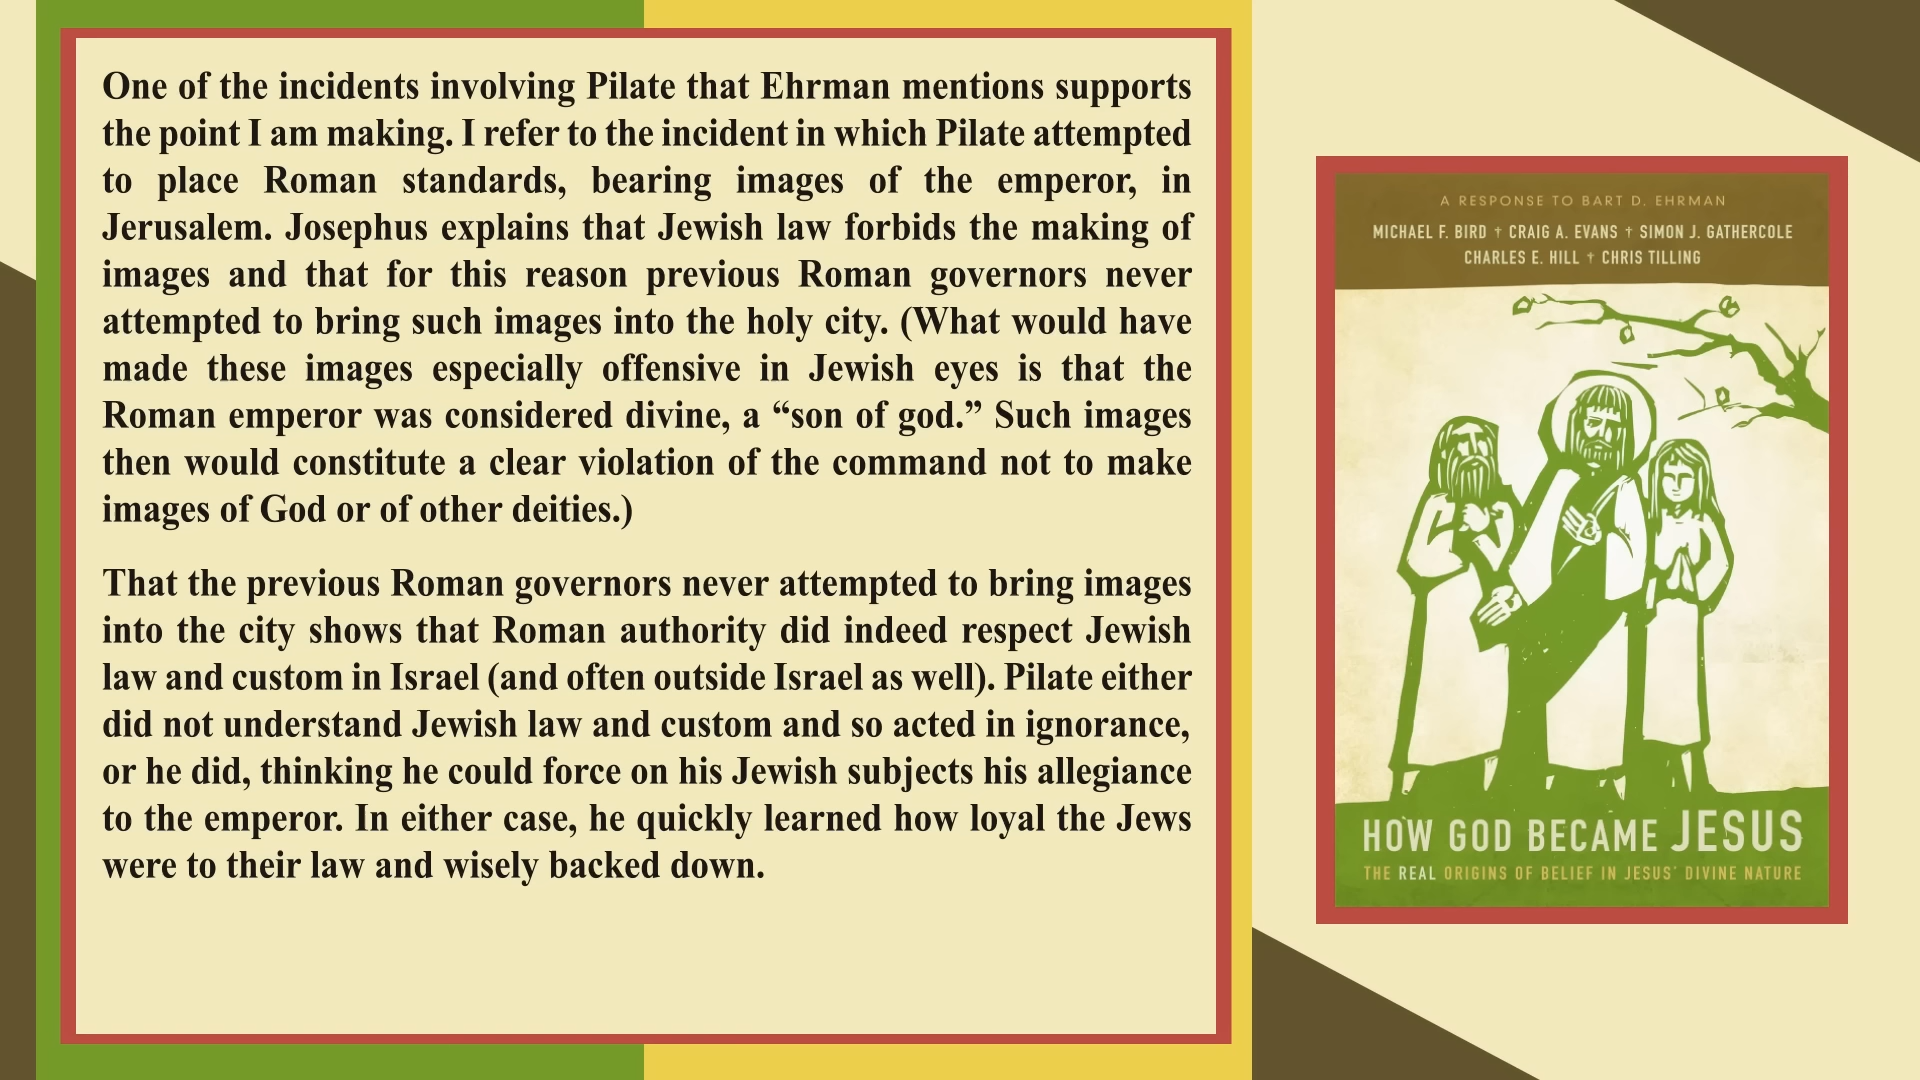 One of the incidents involving Pilate that Ehrman mentions supports
the point I am making. I refer to the incident in which Pilate attempted
to place Roman standards, bearing images of the emperor, in
Jerusalem. Josephus explains that Jewish law forbids the making of
images and that for this reason previous Roman governors never
attempted to bring such images into the holy city. (What would have
made these images especially offensive in Jewish eyes is that the
Roman emperor was considered divine, a “son of god.” Such images
then would constitute a clear violation of the command not to make
images of God or of other deities.)
That the previous Roman governors never attempted to bring images
into the city shows that Roman authority did indeed respect Jewish
law and custom in Israel (and often outside Israel as well). Pilate either
did not understand Jewish law and custom and so acted in ignorance,
or he did, thinking he could force on his Jewish subjects his allegiance
to the emperor. In either case, he quickly learned how loyal the Jews
were to their law and wisely backed down.
A RESPONSE TO BART D. EHRMAN
MICHAEL F. BIRD † CRAIG A. EVANS † SIMON J. GATHERCOLE
CHARLES E. HILL † CHRIS TILLING
HOW GOD BECAME JESUS
THE REAL ORIGINS OF BELIEF IN JESUS' DIVINE NATURE